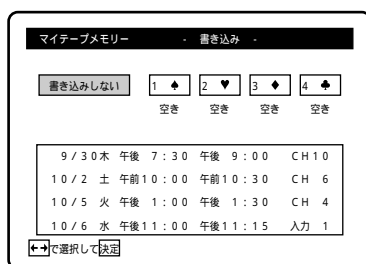 マイテープメモリー - 書き込み -
書き込みしない 1 ♠ 2 ♥ 3 ♦ 4 ♣
空き 空き 空き 空き
9/30木 午後 7:30 午後 9:00 CH10
10/2 土 午前10:00 午前10:30 CH 6
10/5 火 午後 1:00 午後 1:30 CH 4
10/6 水 午後11:00 午後11:15 入力 1
←→で選択して決定